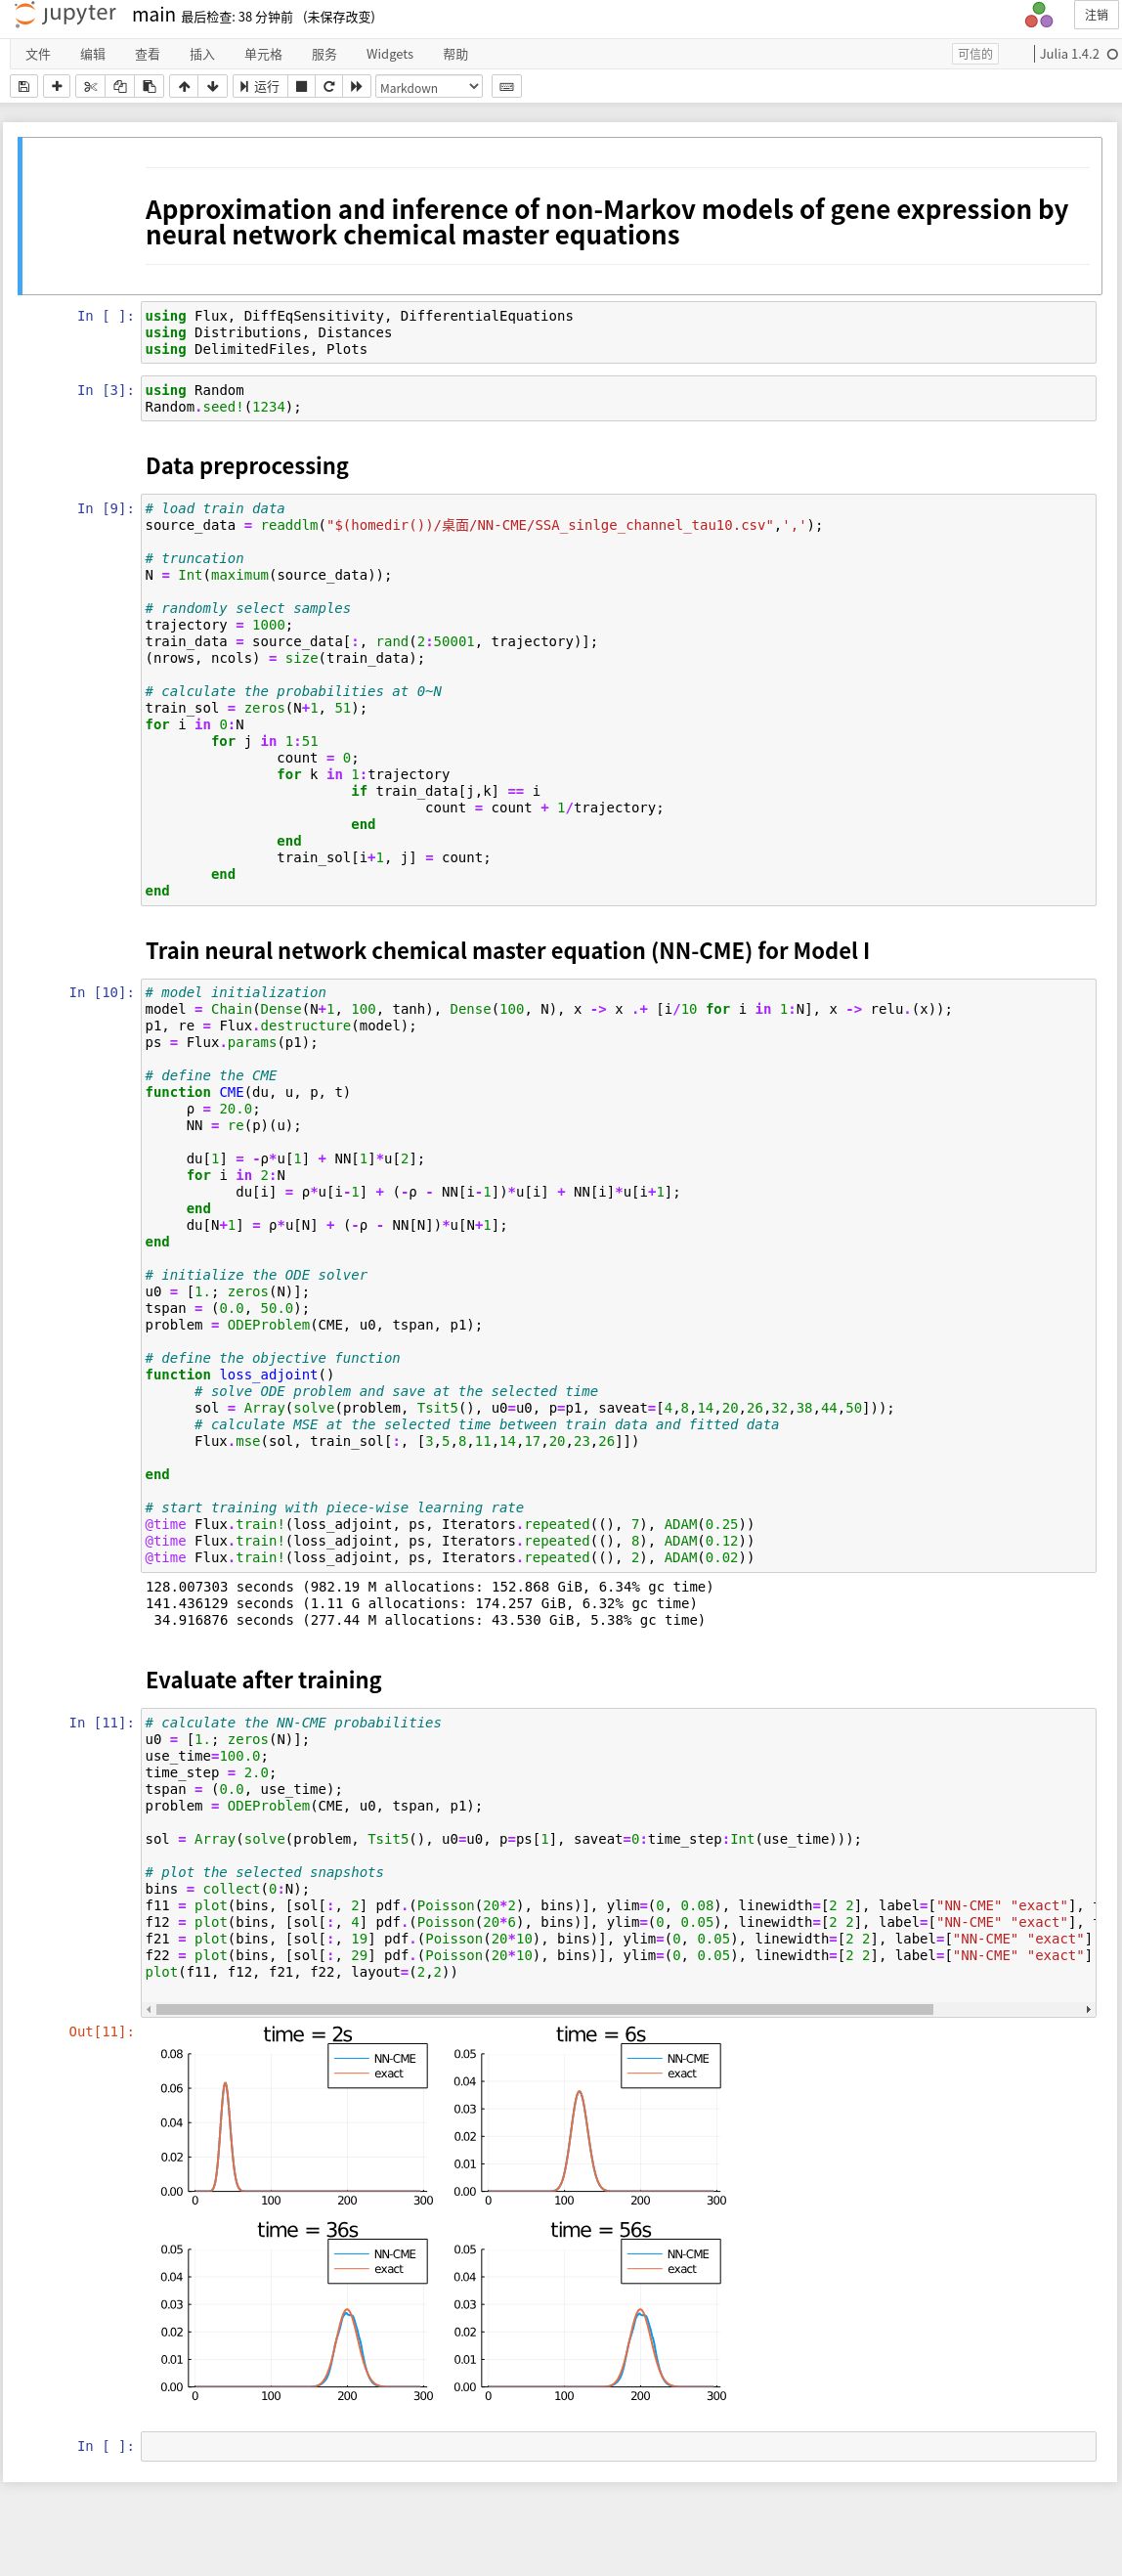 jupyter main 最后检查: 38 分钟前 (未保存改变)
注销
文件 编辑 查看 插入 单元格 服务 Widgets 帮助 可信的 Julia 1.4.2
运行 Markdown
Approximation and inference of non-Markov models of gene expression by
neural network chemical master equations
In [ ]:
using Flux, DiffEqSensitivity, DifferentialEquations
using Distributions, Distances
using DelimitedFiles, Plots
In [3]:
using Random
Random.seed!(1234);
Data preprocessing
In [9]:
# load train data
source_data = readdlm("$(homedir())/桌面/NN-CME/SSA_sinlge_channel_tau10.csv",',');
# truncation
N = Int(maximum(source_data));
# randomly select samples
trajectory = 1000;
train_data = source_data[:, rand(2:50001, trajectory)];
(nrows, ncols) = size(train_data);
# calculate the probabilities at 0~N
train_sol = zeros(N+1, 51);
for i in 0:N
for j in 1:51
count = 0;
for k in 1:trajectory
if train_data[j,k] == i
count = count + 1/trajectory;
end
end
train_sol[i+1, j] = count;
end
end
Train neural network chemical master equation (NN-CME) for Model I
In [10]:
# model initialization
model = Chain(Dense(N+1, 100, tanh), Dense(100, N), x -> x .+ [i/10 for i in 1:N], x -> relu.(x));
p1, re = Flux.destructure(model);
ps = Flux.params(p1);
# define the CME
function CME(du, u, p, t)
ρ = 20.0;
NN = re(p)(u);
du[1] = -ρ*u[1] + NN[1]*u[2];
for i in 2:N
du[i] = ρ*u[i-1] + (-ρ - NN[i-1])*u[i] + NN[i]*u[i+1];
end
du[N+1] = ρ*u[N] + (-ρ - NN[N])*u[N+1];
end
# initialize the ODE solver
u0 = [1.; zeros(N)];
tspan = (0.0, 50.0);
problem = ODEProblem(CME, u0, tspan, p1);
# define the objective function
function loss_adjoint()
# solve ODE problem and save at the selected time
sol = Array(solve(problem, Tsit5(), u0=u0, p=p1, saveat=[4,8,14,20,26,32,38,44,50]));
# calculate MSE at the selected time between train data and fitted data
Flux.mse(sol, train_sol[:, [3,5,8,11,14,17,20,23,26]])
end
# start training with piece-wise learning rate
@time Flux.train!(loss_adjoint, ps, Iterators.repeated((), 7), ADAM(0.25))
@time Flux.train!(loss_adjoint, ps, Iterators.repeated((), 8), ADAM(0.12))
@time Flux.train!(loss_adjoint, ps, Iterators.repeated((), 2), ADAM(0.02))
128.007303 seconds (982.19 M allocations: 152.868 GiB, 6.34% gc time)
141.436129 seconds (1.11 G allocations: 174.257 GiB, 6.32% gc time)
34.916876 seconds (277.44 M allocations: 43.530 GiB, 5.38% gc time)
Evaluate after training
In [11]:
# calculate the NN-CME probabilities
u0 = [1.; zeros(N)];
use_time=100.0;
time_step = 2.0;
tspan = (0.0, use_time);
problem = ODEProblem(CME, u0, tspan, p1);
sol = Array(solve(problem, Tsit5(), u0=u0, p=ps[1], saveat=0:time_step:Int(use_time)));
# plot the selected snapshots
bins = collect(0:N);
f11 = plot(bins, [sol[:, 2] pdf.(Poisson(20*2), bins)], ylim=(0, 0.08), linewidth=[2 2], label=["NN-CME" "exact"],
f12 = plot(bins, [sol[:, 4] pdf.(Poisson(20*6), bins)], ylim=(0, 0.05), linewidth=[2 2], label=["NN-CME" "exact"],
f21 = plot(bins, [sol[:, 19] pdf.(Poisson(20*10), bins)], ylim=(0, 0.05), linewidth=[2 2], label=["NN-CME" "exact"]
f22 = plot(bins, [sol[:, 29] pdf.(Poisson(20*10), bins)], ylim=(0, 0.05), linewidth=[2 2], label=["NN-CME" "exact"]
plot(f11, f12, f21, f22, layout=(2,2))
Out[11]:
time = 2s
NN-CME
exact
0.08
0.06
0.04
0.02
0.00
0 100 200 300
time = 6s
NN-CME
exact
0.05
0.04
0.03
0.02
0.01
0.00
0 100 200 300
time = 36s
NN-CME
exact
0.05
0.04
0.03
0.02
0.01
0.00
0 100 200 300
time = 56s
NN-CME
exact
0.05
0.04
0.03
0.02
0.01
0.00
0 100 200 300
In [ ]: